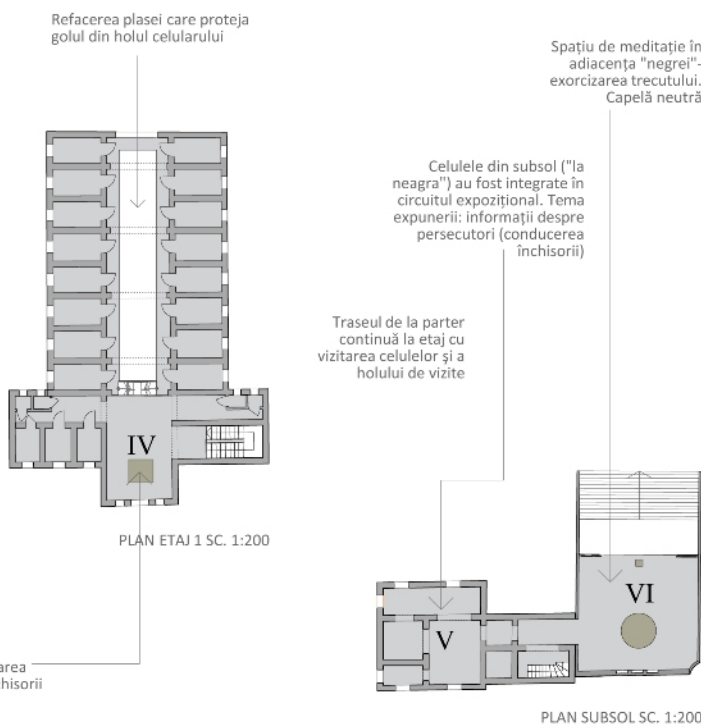 Refacerea plasei care proteja
golul din holul celularului
Spațiu de meditație în
adiacența "negrei"-
exorcizarea trecutului.
Capelă neutră
Celulele din subsol ("la
neagra") au fost integrate în
circuitul expozițional. Tema
expunerii: informații despre
persecutori (conducerea
închisorii)
Traseul de la parter
continuă la etaj cu
vizitarea celulelor și a
holului de vizite
IV
PLAN ETAJ 1 SC. 1:200
VI
V
area
hisorii
PLAN SUBSOL SC. 1:200